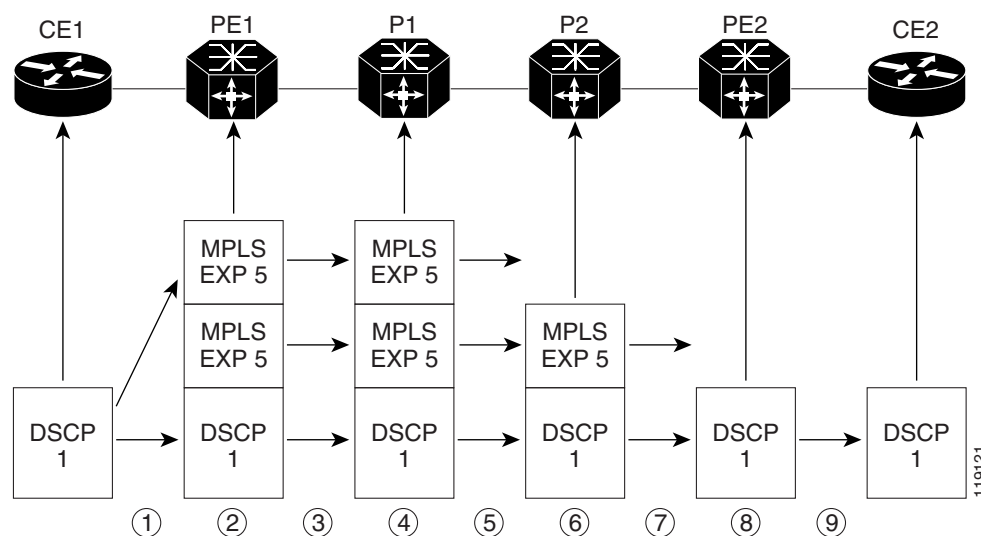 CE1 PE1 P1 P2 PE2 CE2
MPLS
EXP 5
MPLS
EXP 5
MPLS
EXP 5
MPLS
EXP 5
MPLS
EXP 5
DSCP
1
DSCP
1
DSCP
1
DSCP
1
DSCP
1
DSCP
1
1 2 3 4 5 6 7 8 9
119121